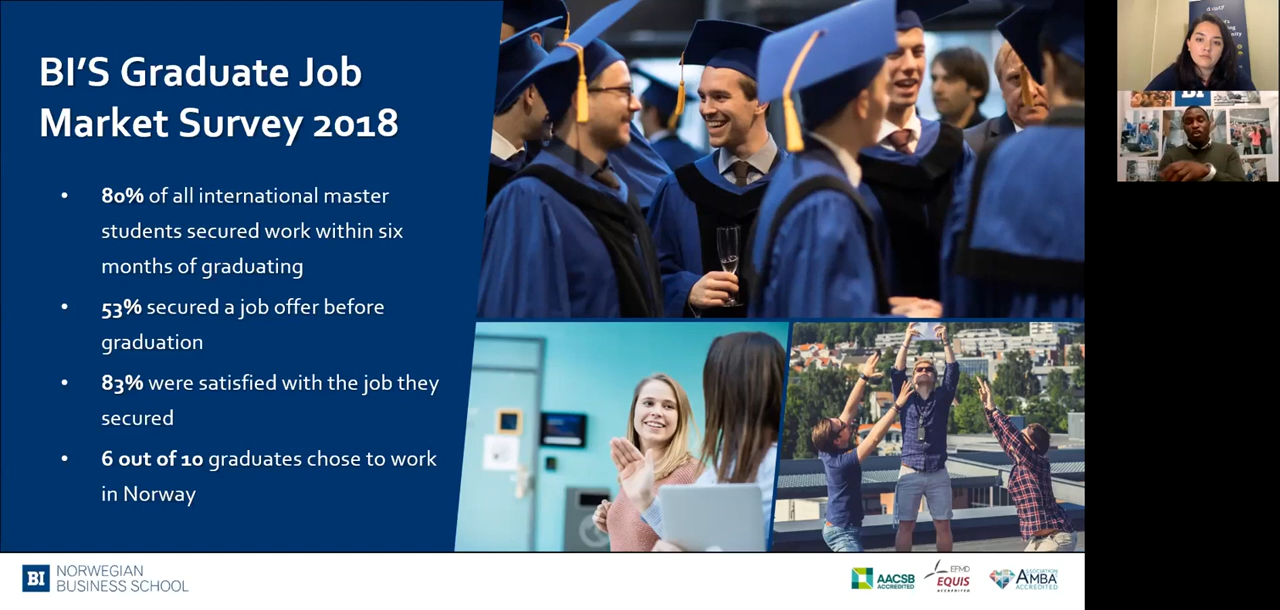 BI'S Graduate Job
Market Survey 2018
• 80% of all international master
students secured work within six
months of graduating
• 53% secured a job offer before
graduation
• 83% were satisfied with the job they
secured
• 6 out of 10 graduates chose to work
in Norway
BI
NORWEGIAN
BUSINESS SCHOOL
AACSB
ACCREDITED
EFMD
EQUIS
ACCREDITED
ASSOCIATION
AMBA
ACCREDITED
BI